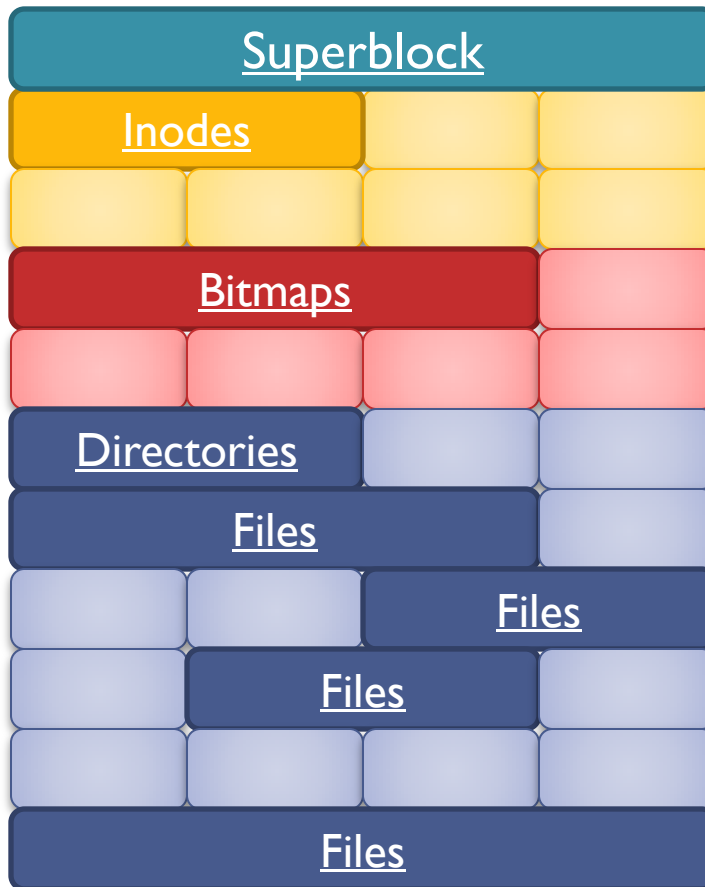 Superblock
Inodes
Bitmaps
Directories
Files
Files
Files
Files